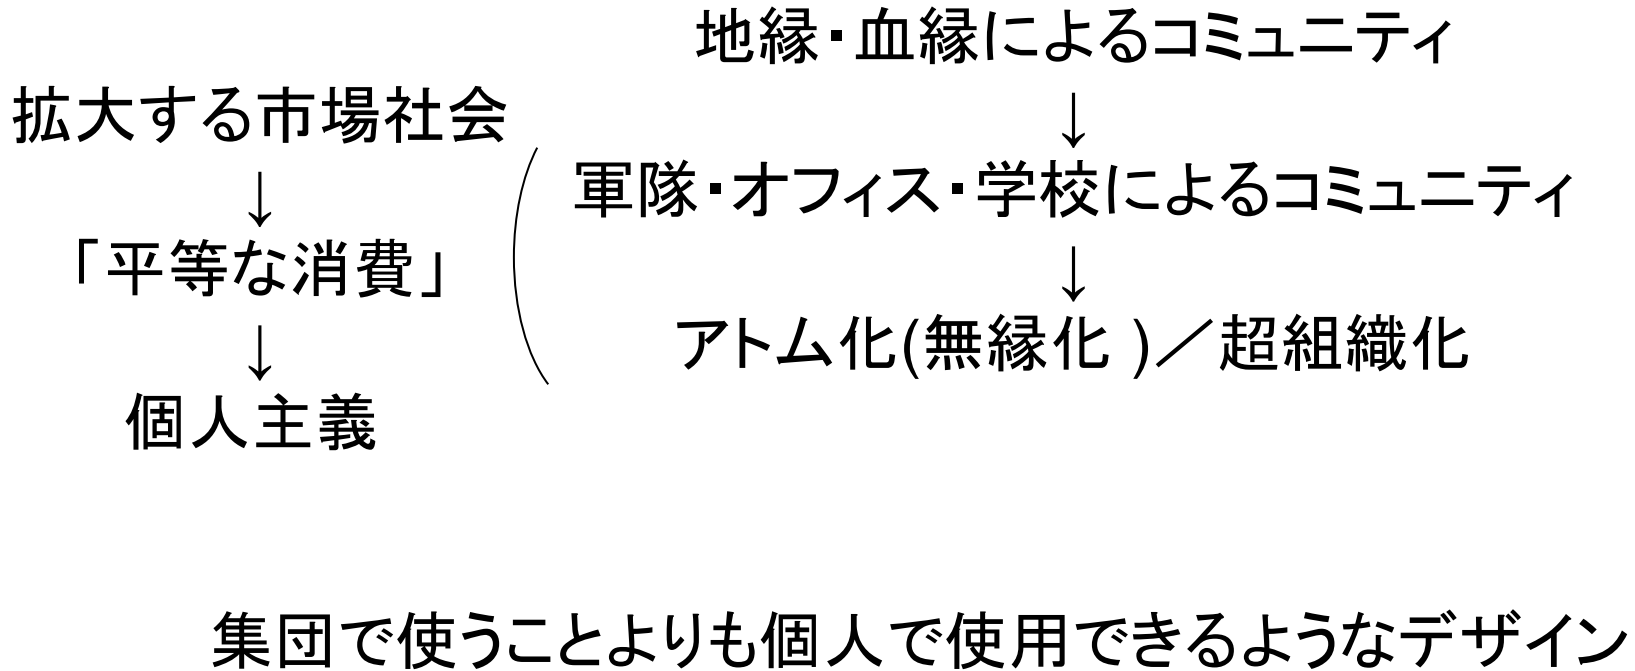 拡大する市場社会
↓
「平等な消費」
↓
個人主義
地縁・血縁によるコミュニティ
↓
軍隊・オフィス・学校によるコミュニティ
↓
アトム化(無縁化 )／超組織化
集団で使うことよりも個人で使用できるようなデザイン